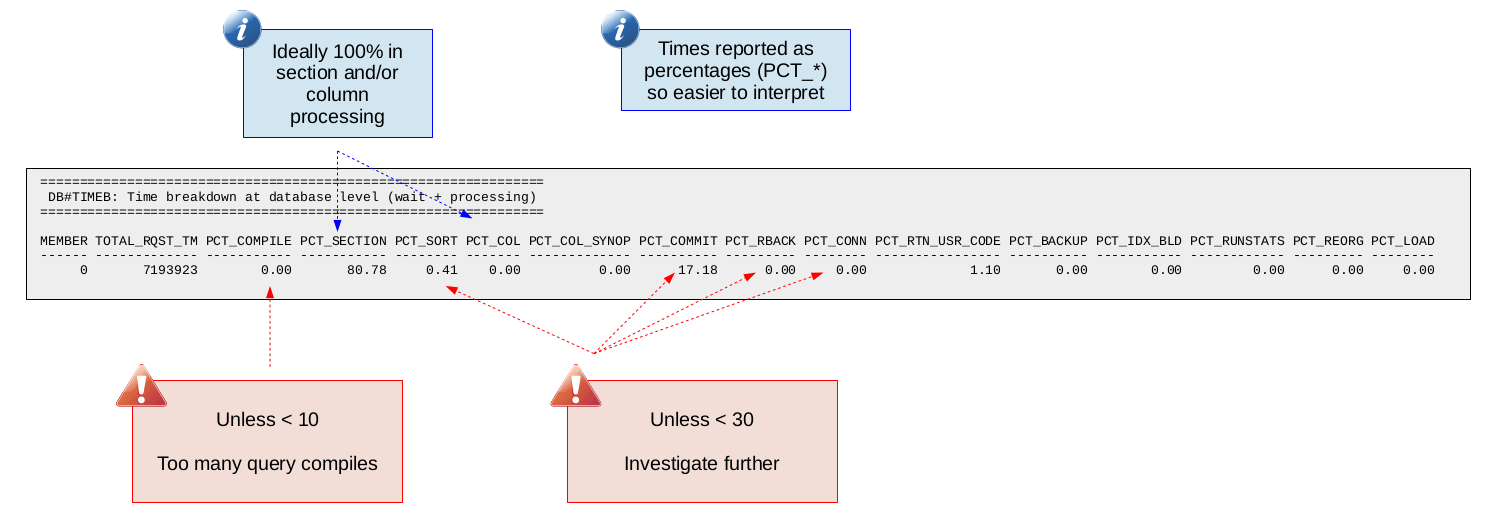 Ideally 100% in
section and/or
column
processing
Times reported as
percentages (PCT_*)
so easier to interpret
================================================================
 DB#TIMEB: Time breakdown at database level (wait + processing)
================================================================
MEMBER TOTAL_RQST_TM PCT_COMPILE PCT_SECTION PCT_SORT PCT_COL PCT_COL_SYNOP PCT_COMMIT PCT_RBACK PCT_CONN PCT_RTN_USR_CODE PCT_BACKUP PCT_IDX_BLD PCT_RUNSTATS PCT_REORG PCT_LOAD
------ ------------- ----------- ----------- -------- ------- ------------- ---------- --------- -------- ---------------- ---------- ----------- ------------ --------- --------
     0       7193923        0.00       80.78     0.41    0.00          0.00      17.18      0.00     0.00             1.10       0.00        0.00         0.00      0.00     0.00
Unless < 10
Too many query compiles
Unless < 30
Investigate further